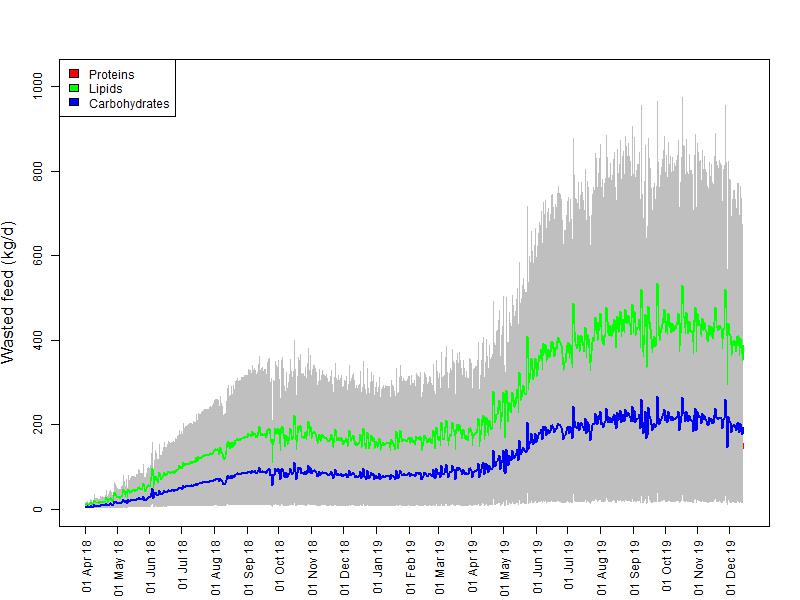 Proteins
Lipids
Carbohydrates
Wasted feed (kg/d)
1000
800
600
400
200
0
01 Apr 18
01 May 18
01 Jun 18
01 Jul 18
01 Aug 18
01 Sep 18
01 Oct 18
01 Nov 18
01 Dec 18
01 Jan 19
01 Feb 19
01 Mar 19
01 Apr 19
01 May 19
01 Jun 19
01 Jul 19
01 Aug 19
01 Sep 19
01 Oct 19
01 Nov 19
01 Dec 19